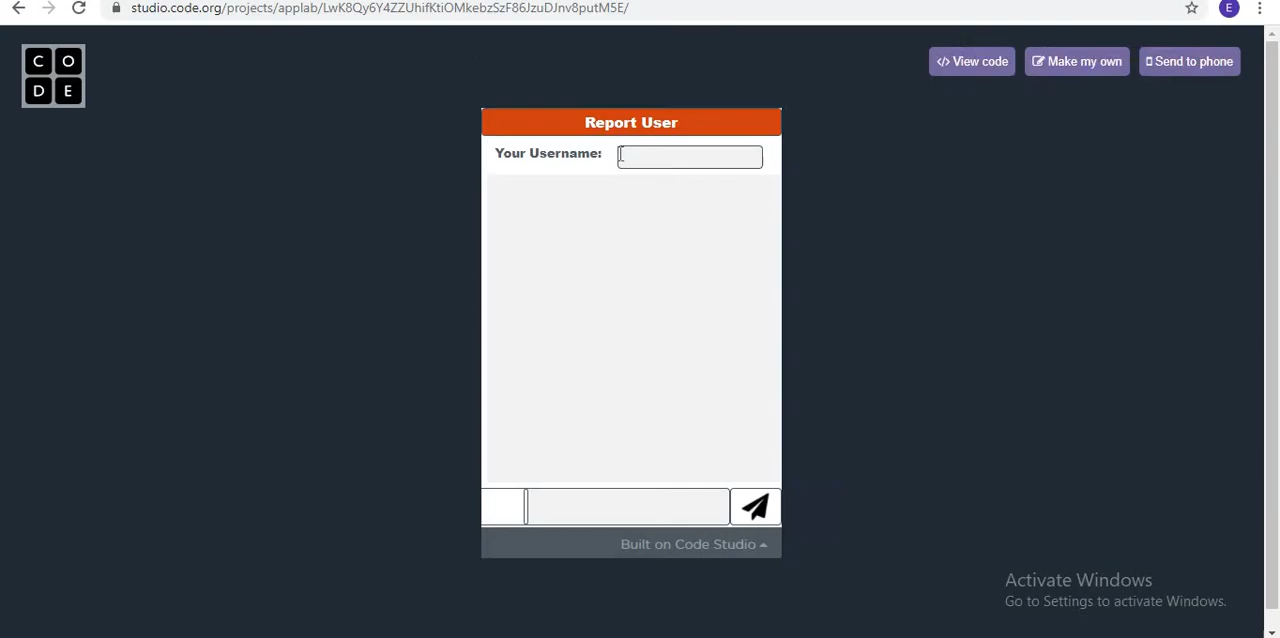 studio.code.org/projects/applab/LwK8Qy6Y4ZZUhifKtiOMkebzSzF86JzuDJnv8putM5E/
E
C O
D E
</> View code
Make my own
Send to phone
Report User
Your Username:
Built on Code Studio
Activate Windows
Go to Settings to activate Windows.